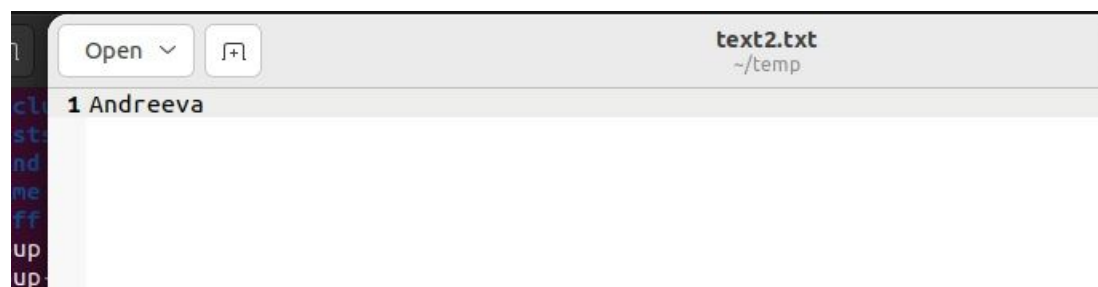 Open
text2.txt
~/temp
1 Andreeva
up
up-